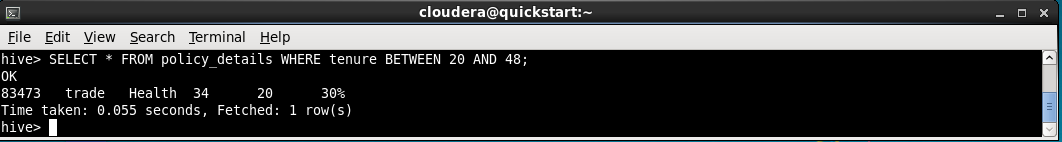 cloudera@quickstart:~
File Edit View Search Terminal Help
hive> SELECT * FROM policy_details WHERE tenure BETWEEN 20 AND 48;
OK
83473 trade Health 34 20 30%
Time taken: 0.055 seconds, Fetched: 1 row(s)
hive>